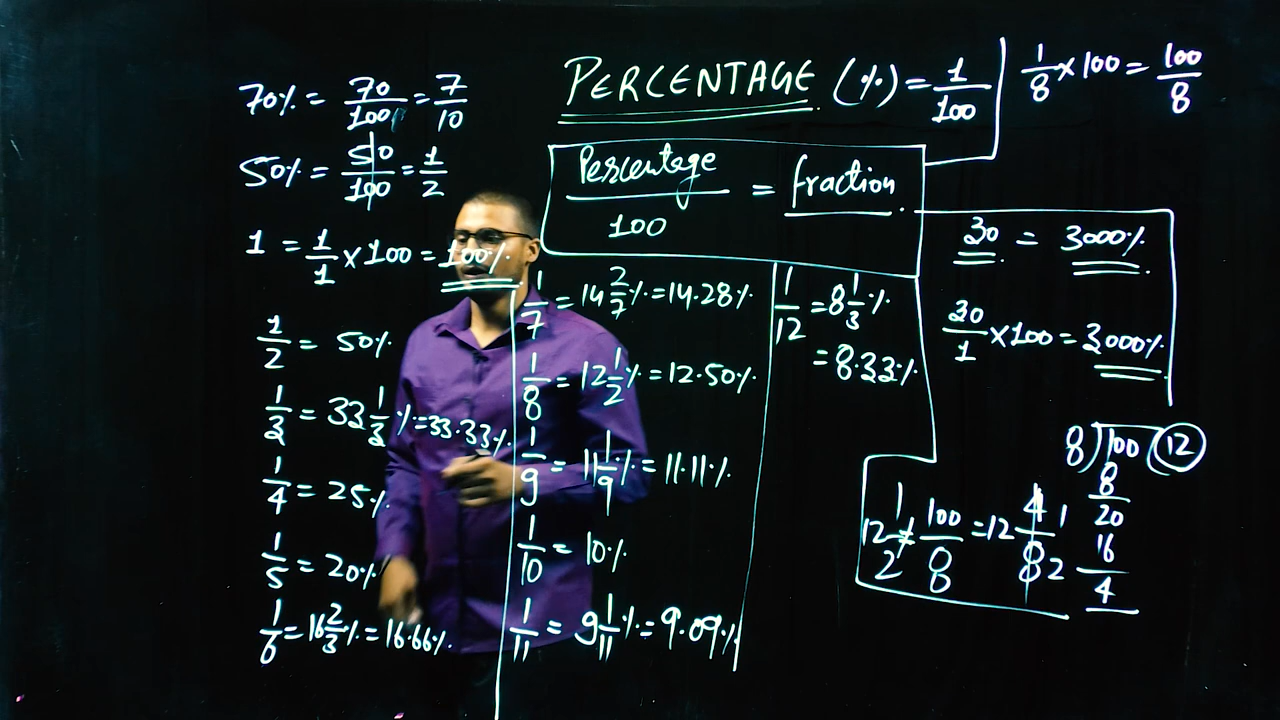 PERCENTAGE (%) = 1/100
70% = 70/100 = 7/10
50% = 50/100 = 1/2
1 = 1/1 × 100 = 100%
1/2 = 50%
1/3 = 33 1/3 % = 33.33%
1/4 = 25%
1/5 = 20%
1/6 = 16 2/3 % = 16.66%
Percentage/100 = fraction.
1/7 = 14 2/7 % = 14.28%
1/8 = 12 1/2 % = 12.50%
1/9 = 11 1/9 % = 11.11%
1/10 = 10%
1/11 = 9 1/11 % = 9.09%
1/12 = 8 1/3 %
= 8.33%
1/8 × 100 = 100/8
30 = 3000%
30/1 × 100 = 3000%
8) 100 (12
8
20
16
4
12 1/2 = 100/8 = 12 4/8 1 2